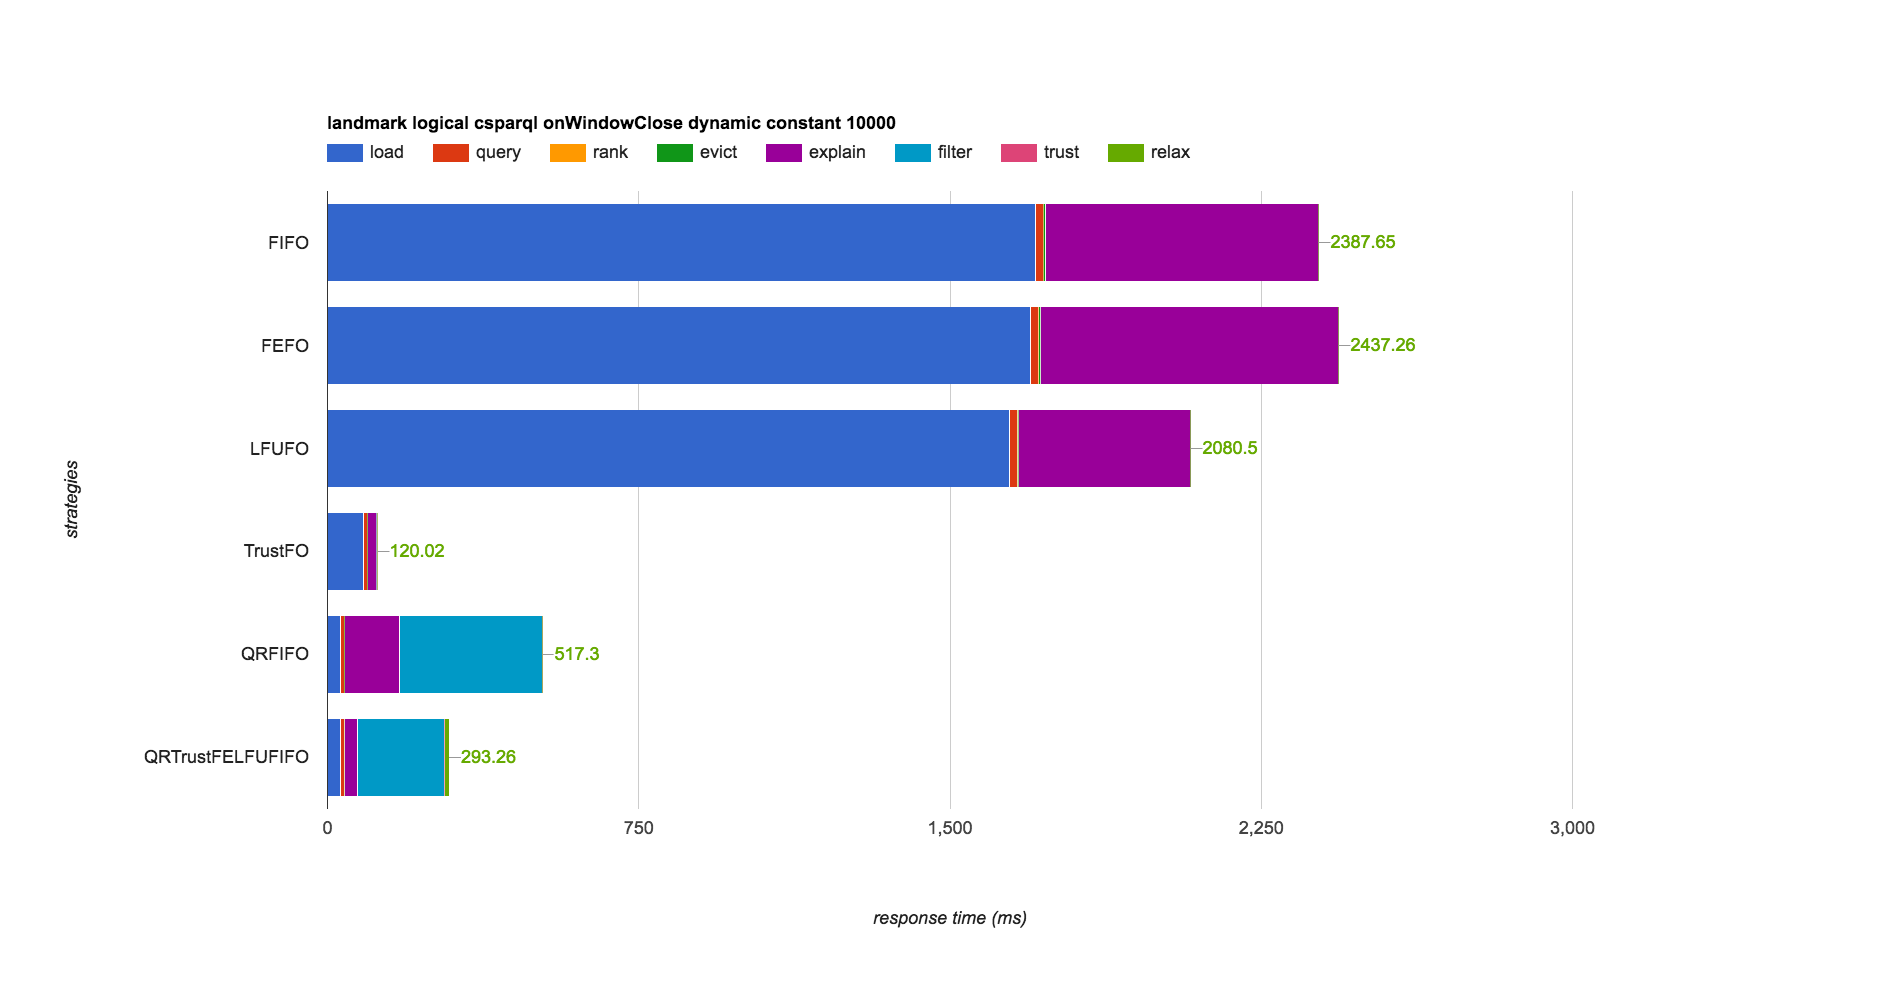 landmark logical csparql onWindowClose dynamic constant 10000
load query rank evict explain filter trust relax
FIFO 2387.65
FEFO 2437.26
LFUFO 2080.5
strategies
TrustFO 120.02
QRFIFO 517.3
QRTrustFELFUFIFO 293.26
0 750 1,500 2,250 3,000
response time (ms)